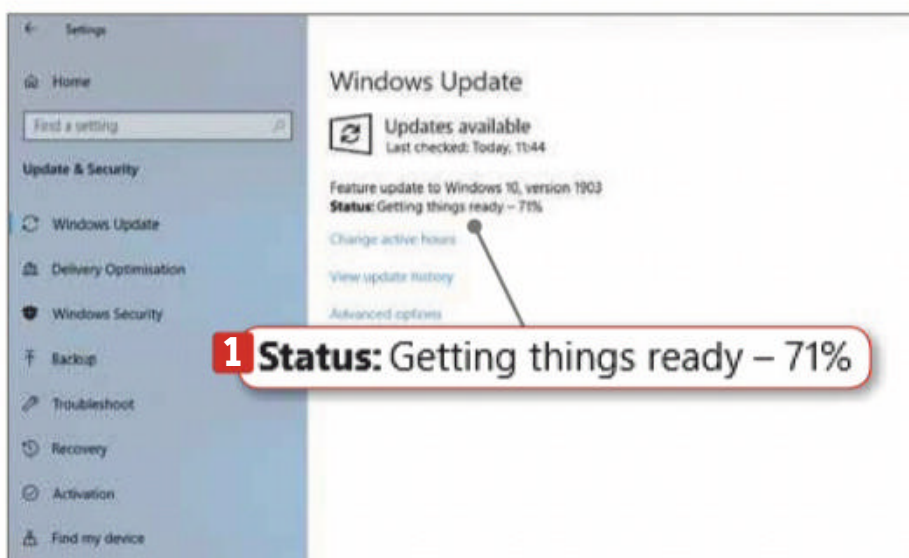 Settings
Home
Find a setting
Update & Security
Windows Update
Delivery Optimisation
Windows Security
Backup
Troubleshoot
Recovery
Activation
Find my device
Windows Update
Updates available
Last checked: Today, 11:44
Feature update to Windows 10, version 1903
Status: Getting things ready – 71%
Change active hours
View update history
Advanced options
1 Status: Getting things ready – 71%